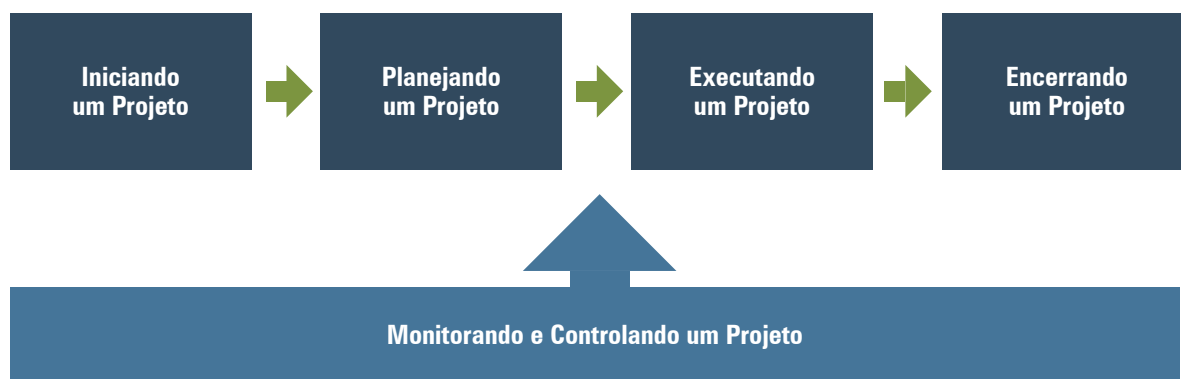 Iniciando
um Projeto
Planejando
um Projeto
Executando
um Projeto
Encerrando
um Projeto
Monitorando e Controlando um Projeto